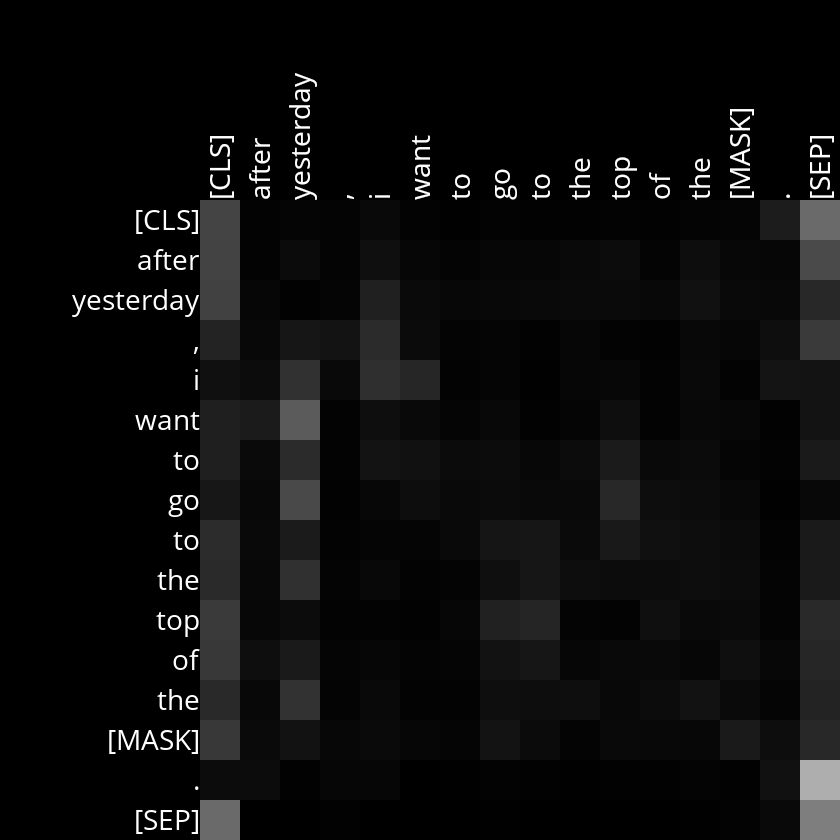 [CLS] after yesterday , i want to go to the top of the [MASK] . [SEP]
[CLS]
after
yesterday
,
i
want
to
go
to
the
top
of
the
[MASK]
.
[SEP]